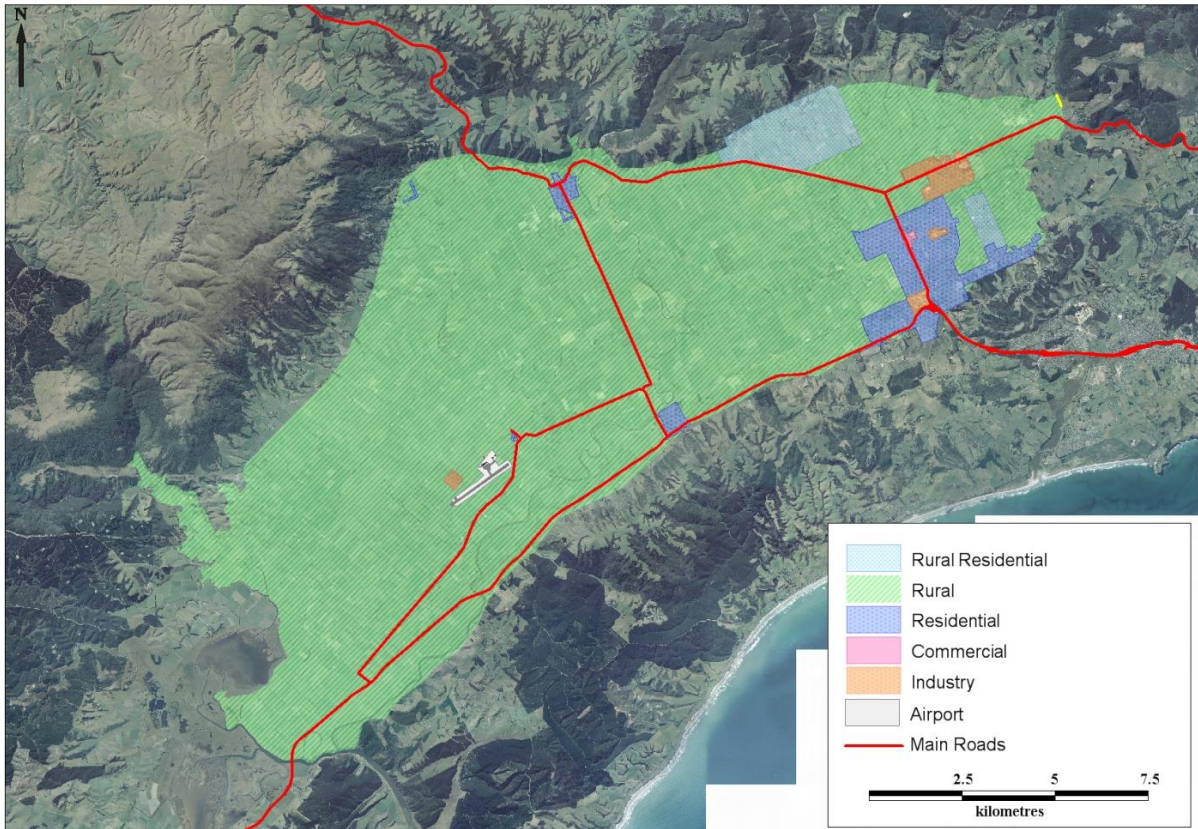 N
Rural Residential
Rural
Residential
Commercial
Industry
Airport
Main Roads
2.5 5 7.5
kilometres